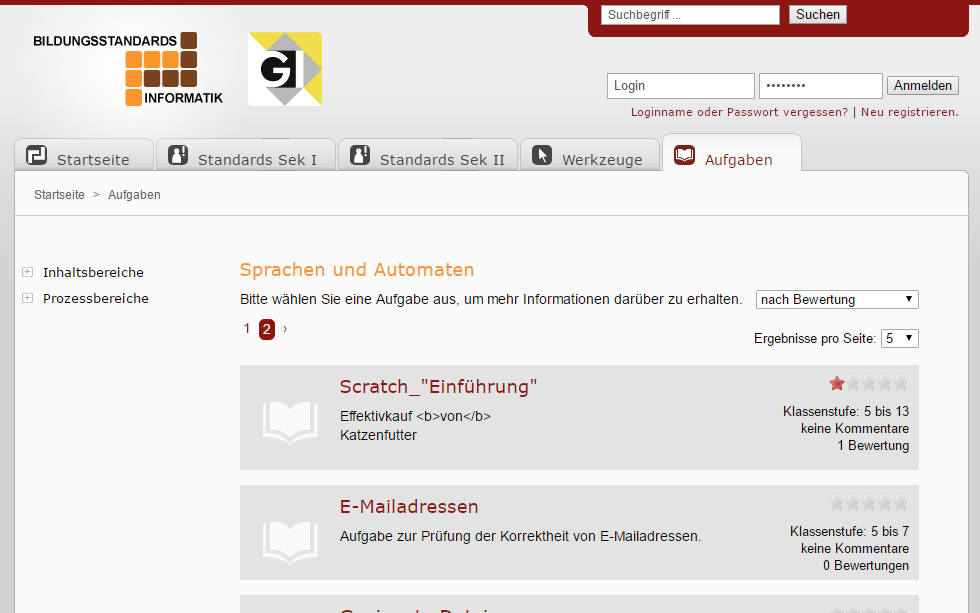 Suchbegriff ...
Suchen
BILDUNGSSTANDARDS
INFORMATIK
GI
Login
••••••••
Anmelden
Loginname oder Passwort vergessen? | Neu registrieren.
Startseite
Standards Sek I
Standards Sek II
Werkzeuge
Aufgaben
Startseite > Aufgaben
Inhaltsbereiche
Prozessbereiche
Sprachen und Automaten
Bitte wählen Sie eine Aufgabe aus, um mehr Informationen darüber zu erhalten.
nach Bewertung
1 2 ›
Ergebnisse pro Seite: 5
Scratch_"Einführung"
Effektivkauf <b>von</b>
Katzenfutter
Klassenstufe: 5 bis 13
keine Kommentare
1 Bewertung
E-Mailadressen
Aufgabe zur Prüfung der Korrektheit von E-Mailadressen.
Klassenstufe: 5 bis 7
keine Kommentare
0 Bewertungen